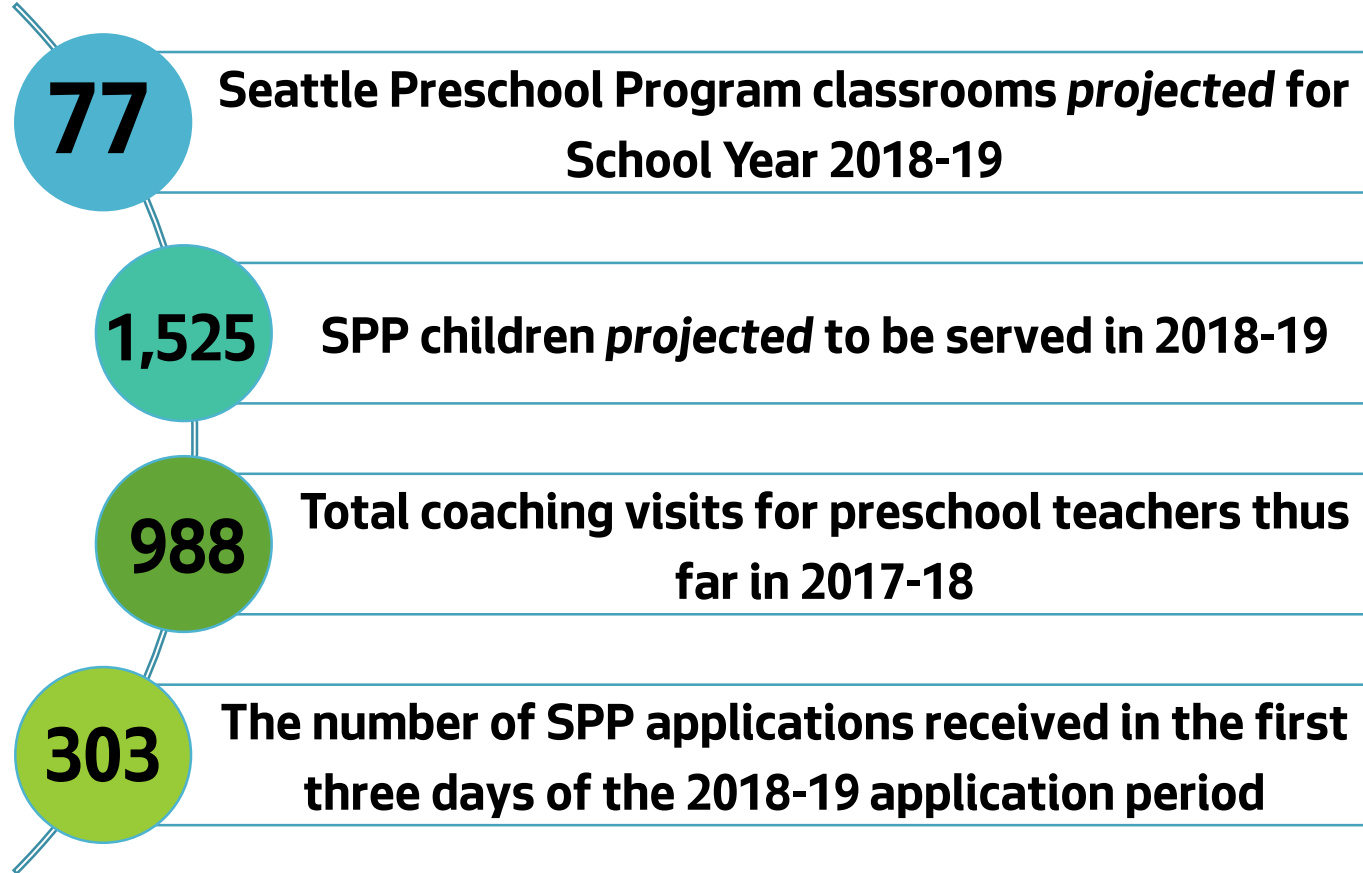 77
Seattle Preschool Program classrooms projected for
School Year 2018-19
1,525
SPP children projected to be served in 2018-19
988
Total coaching visits for preschool teachers thus
far in 2017-18
303
The number of SPP applications received in the first
three days of the 2018-19 application period